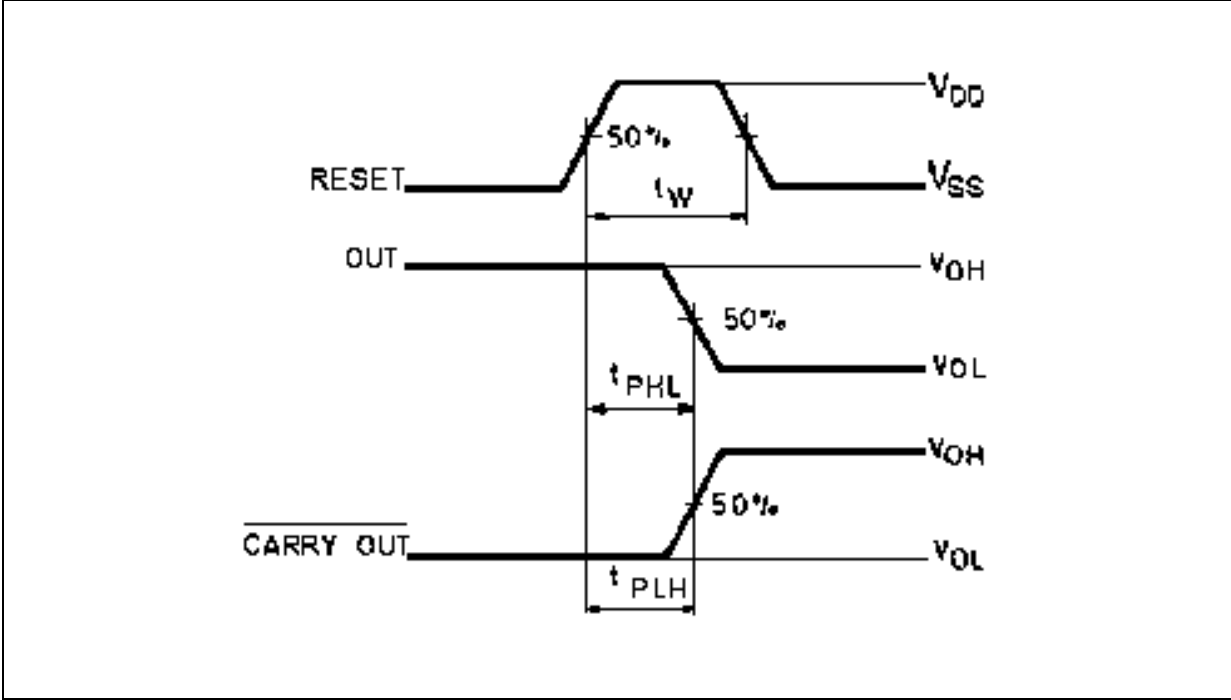 VDD
50%
RESET
VSS
tW
OUT
VOH
50%
VOL
tPHL
VOH
50%
CARRY OUT
VOL
tPLH